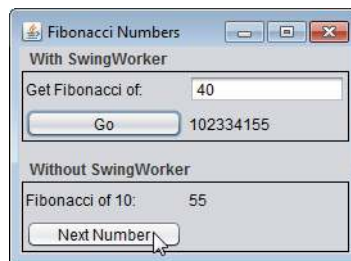 Fibonacci Numbers
With SwingWorker
Get Fibonacci of: 40
Go 102334155
Without SwingWorker
Fibonacci of 10: 55
Next Number